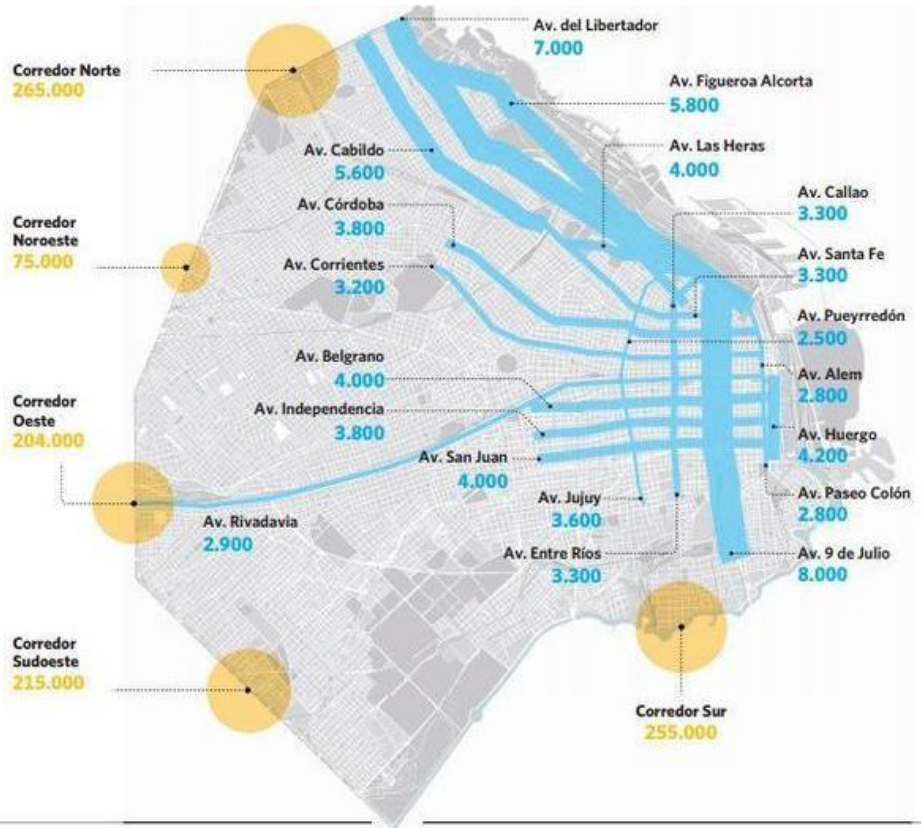 Av. del Libertador
7.000
Corredor Norte
265.000
Av. Figueroa Alcorta
5.800
Av. Cabildo
5.600
Av. Las Heras
4.000
Av. Córdoba
3.800
Av. Callao
3.300
Corredor
Noroeste
75.000
Av. Corrientes
3.200
Av. Santa Fe
3.300
Av. Pueyrredón
2.500
Av. Belgrano
4.000
Av. Alem
2.800
Corredor
Oeste
204.000
Av. Independencia
3.800
Av. Huergo
4.200
Av. San Juan
4.000
Av. Jujuy
3.600
Av. Paseo Colón
2.800
Av. Rivadavia
2.900
Av. Entre Ríos
3.300
Av. 9 de Julio
8.000
Corredor
Sudoeste
215.000
Corredor Sur
255.000